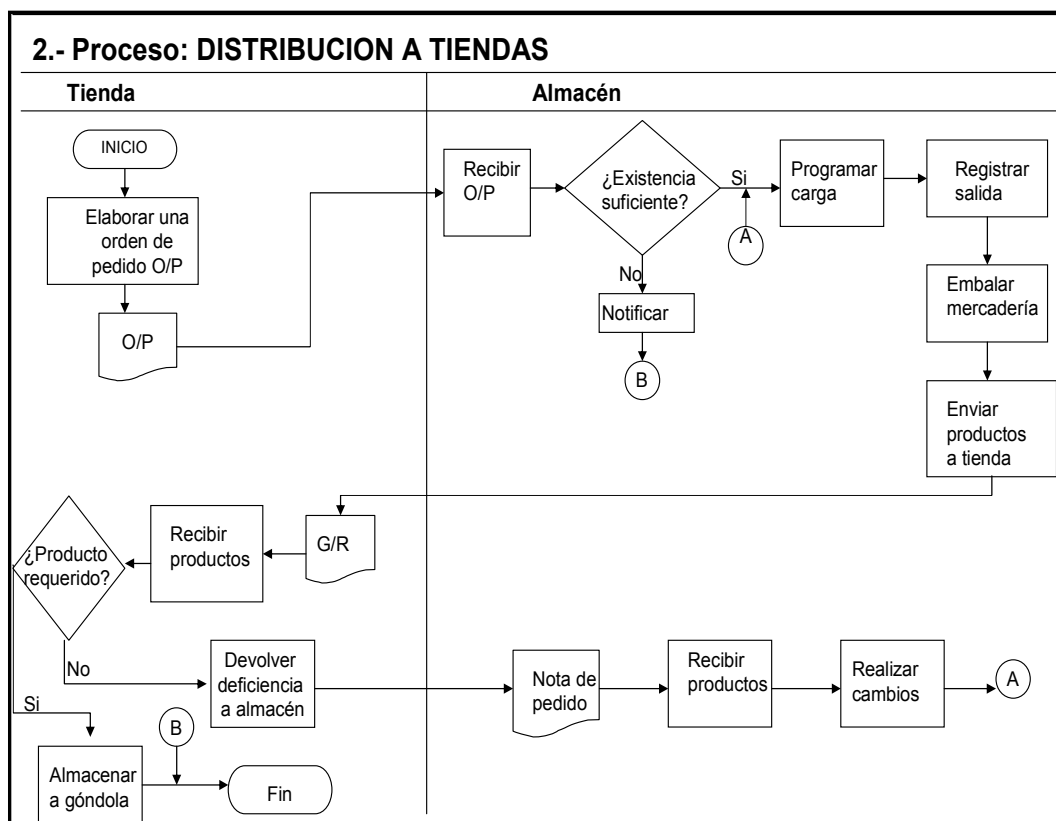 2.- Proceso: DISTRIBUCION A TIENDAS
Tienda
Almacén
INICIO
Elaborar una
orden de
pedido O/P
O/P
Recibir
O/P
¿Existencia
suficiente?
Si
A
No
Notificar
B
Programar
carga
Registrar
salida
Embalar
mercadería
Enviar
productos
a tienda
G/R
Recibir
productos
¿Producto
requerido?
No
Si
Devolver
deficiencia
a almacén
Nota de
pedido
Recibir
productos
Realizar
cambios
A
Almacenar
a góndola
B
Fin